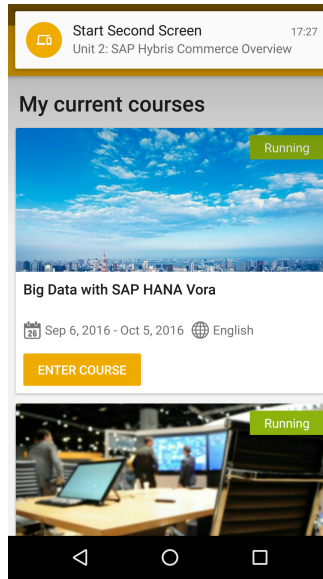 Start Second Screen 17:27
Unit 2: SAP Hybris Commerce Overview
My current courses
Running
Big Data with SAP HANA Vora
26 Sep 6, 2016 - Oct 5, 2016 English
ENTER COURSE
Running